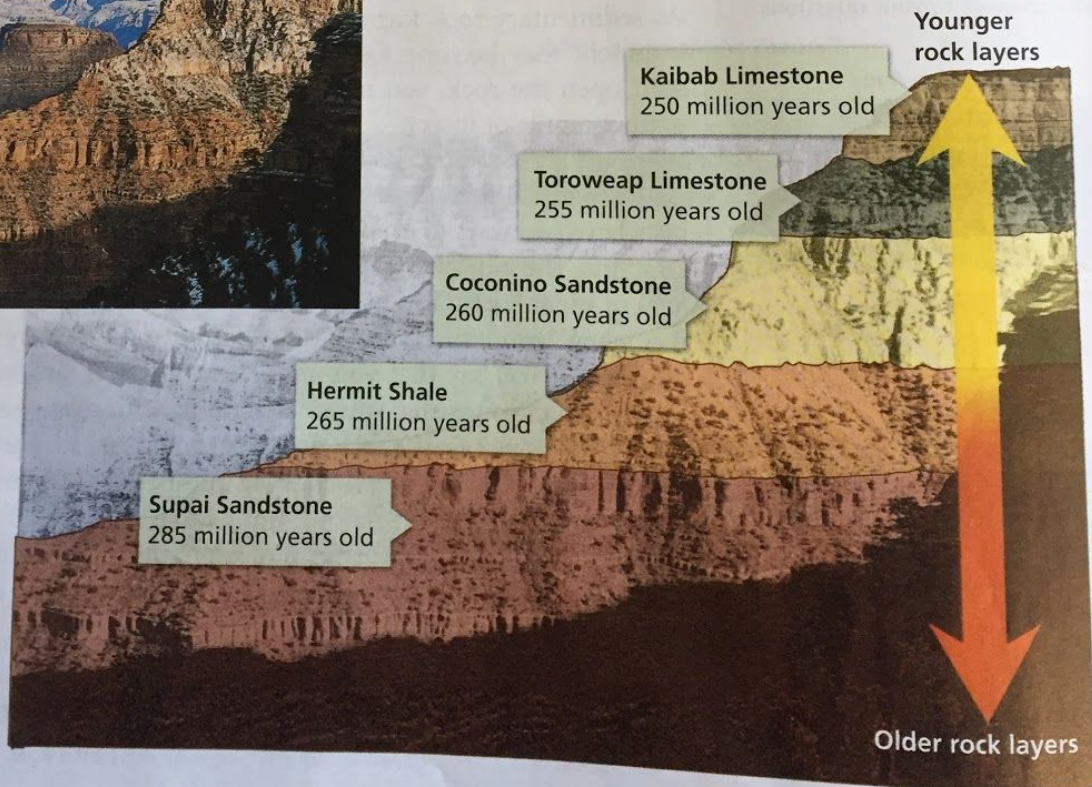 Younger
rock layers
Kaibab Limestone
250 million years old
Toroweap Limestone
255 million years old
Coconino Sandstone
260 million years old
Hermit Shale
265 million years old
Supai Sandstone
285 million years old
Older rock layers